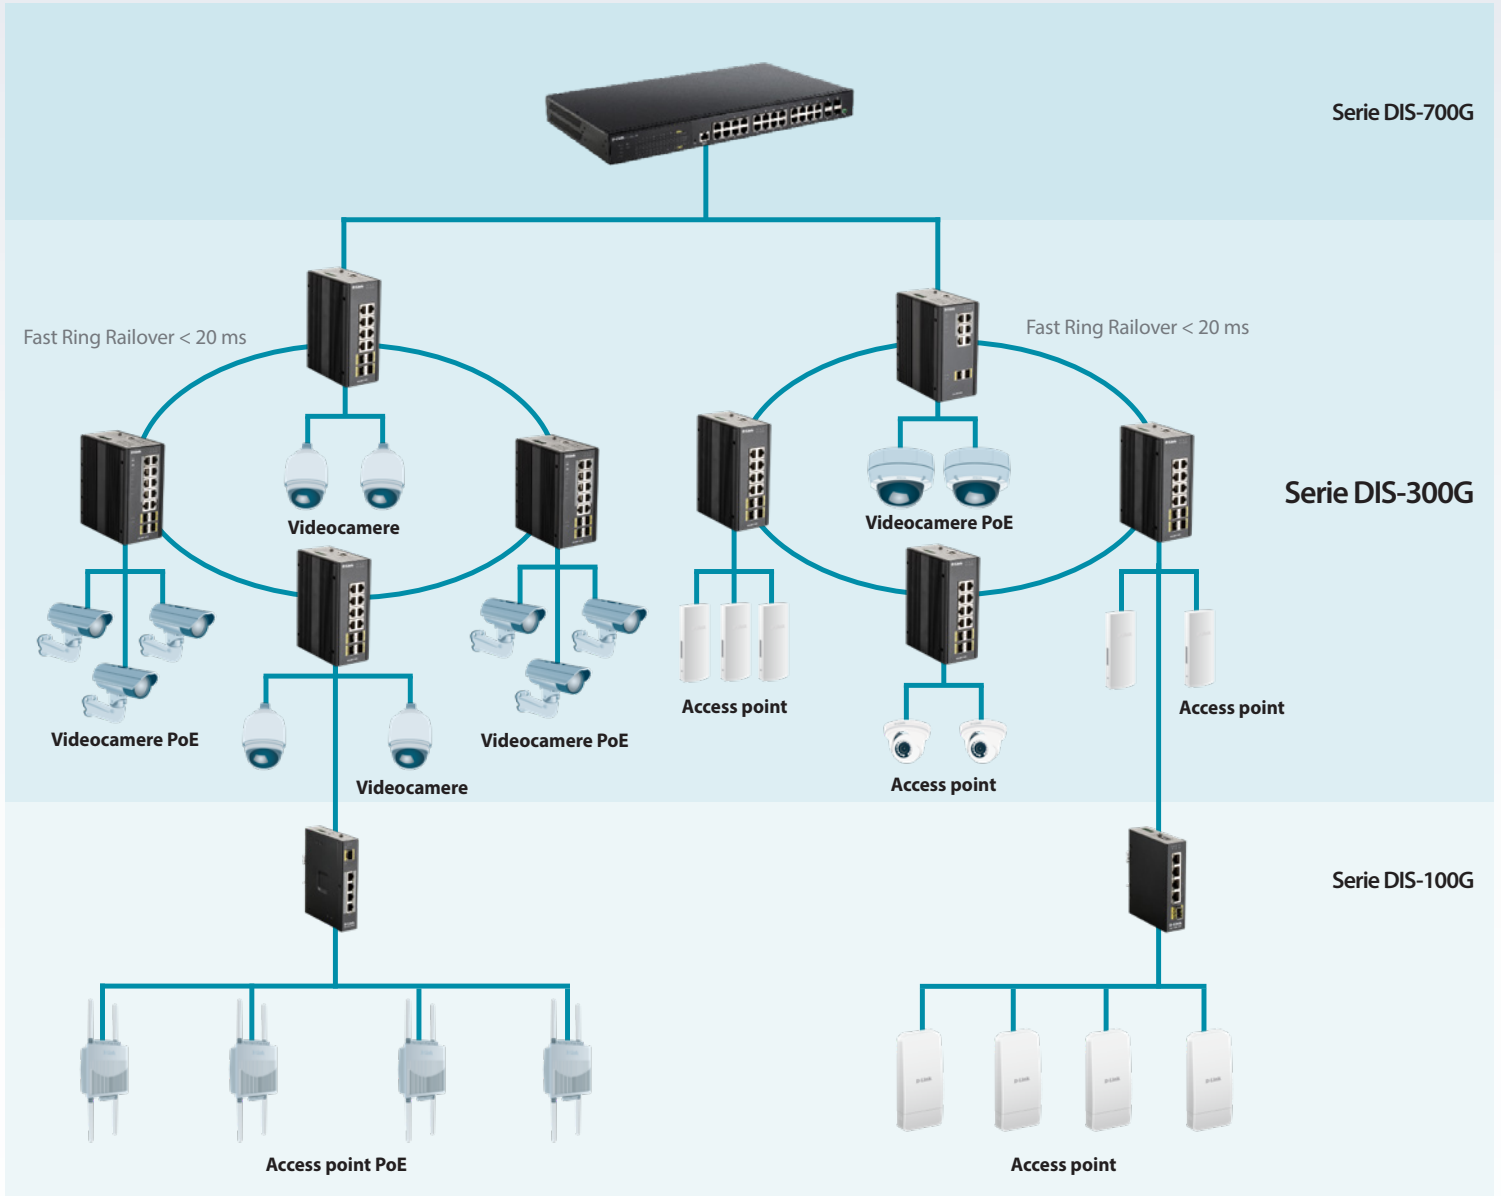 Serie DIS-700G
Fast Ring Railover < 20 ms
Fast Ring Railover < 20 ms
Serie DIS-300G
Videocamere
Videocamere PoE
Access point
Access point
Videocamere PoE
Videocamere PoE
Videocamere
Access point
Serie DIS-100G
Access point PoE
Access point